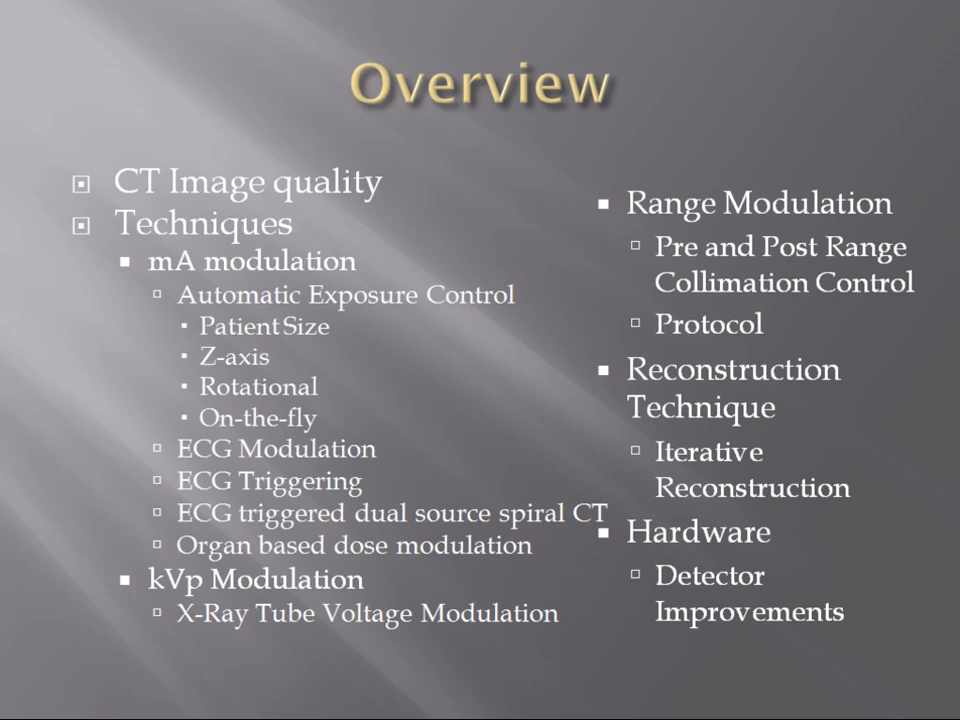 Overview
CT Image quality
Techniques
mA modulation
Automatic Exposure Control
Patient Size
Z-axis
Rotational
On-the-fly
ECG Modulation
ECG Triggering
ECG triggered dual source spiral CT
Organ based dose modulation
kVp Modulation
X-Ray Tube Voltage Modulation
Range Modulation
Pre and Post Range
Collimation Control
Protocol
Reconstruction
Technique
Iterative
Reconstruction
Hardware
Detector
Improvements